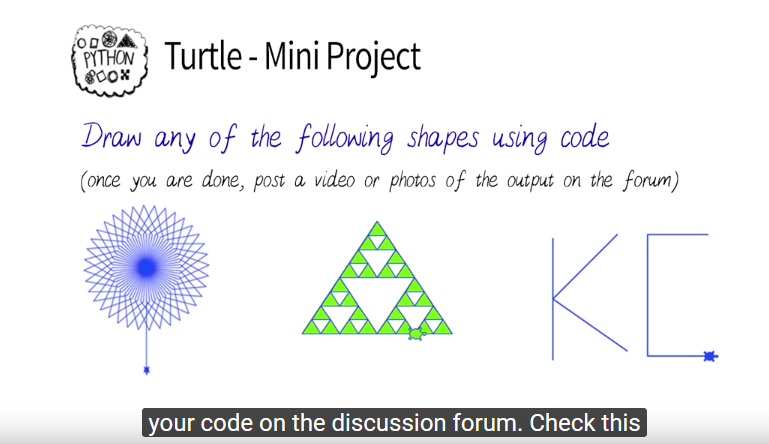 PYTHON
Turtle - Mini Project
Draw any of the following shapes using code
(once you are done, post a video or photos of the output on the forum)
KC
your code on the discussion forum. Check this